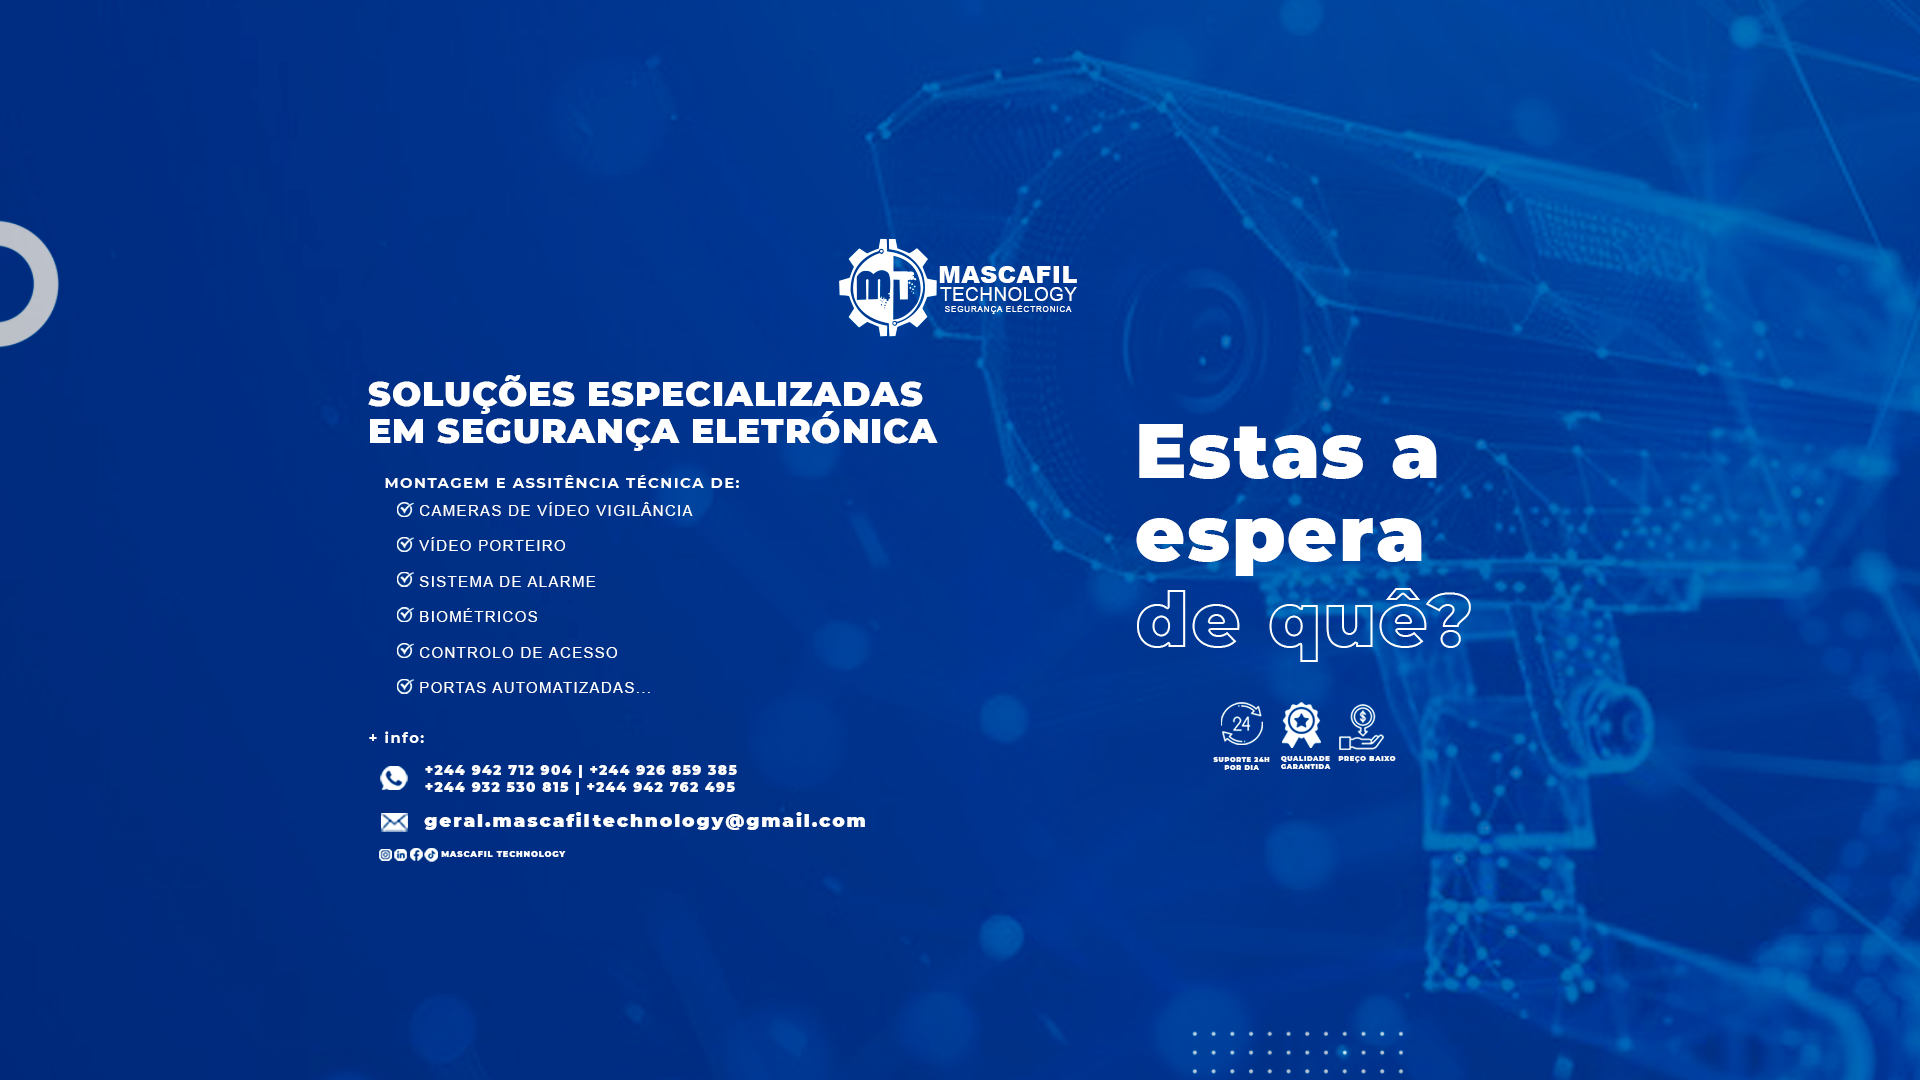 mT
MASCAFIL
TECHNOLOGY
SEGURANÇA ELÉCTRONICA
SOLUÇÕES ESPECIALIZADAS
EM SEGURANÇA ELETRÓNICA
MONTAGEM E ASSITÊNCIA TÉCNICA DE:
CAMERAS DE VÍDEO VIGILÂNCIA
VÍDEO PORTEIRO
SISTEMA DE ALARME
BIOMÉTRICOS
CONTROLO DE ACESSO
PORTAS AUTOMATIZADAS...
+ info:
+244 942 712 904 | +244 926 859 385
+244 932 530 815 | +244 942 762 495
geral.mascafiltechnology@gmail.com
MASCAFIL TECHNOLOGY
Estas a
espera
de quê?
24
SUPORTE 24H
POR DIA
QUALIDADE
GARANTIDA
$
PREÇO BAIXO